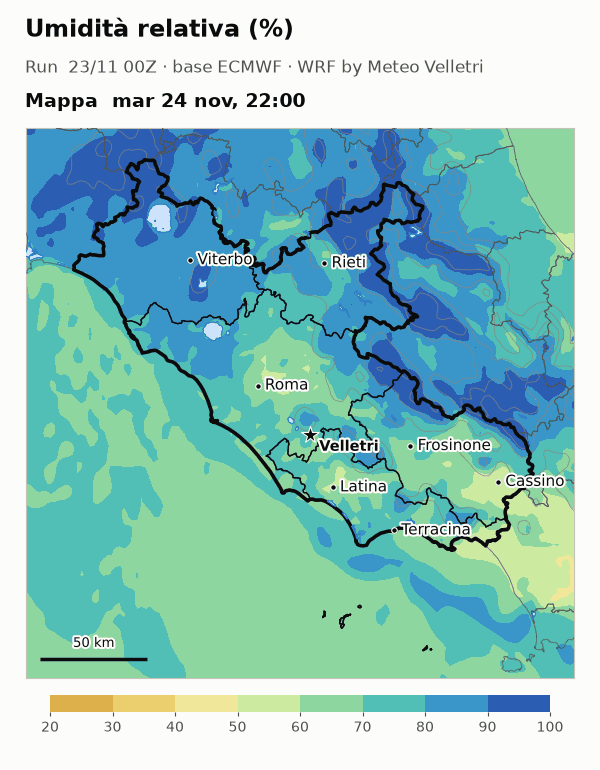 Umidità relativa (%)
Run  23/11 00Z · base ECMWF · WRF by Meteo Velletri
Mappa  mar 24 nov, 22:00
Viterbo
Rieti
Roma
Velletri
Frosinone
Cassino
Latina
Terracina
50 km
20 30 40 50 60 70 80 90 100